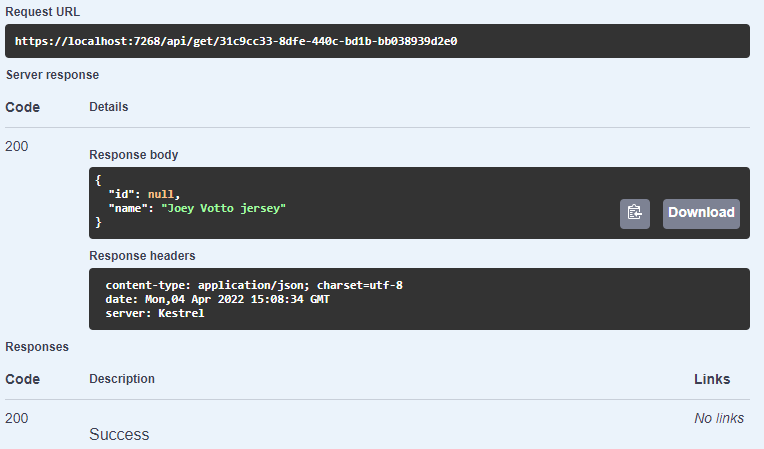 Request URL
https://localhost:7268/api/get/31c9cc33-8dfe-440c-bd1b-bb038939d2e0
Server response
Code Details
200
Response body
{
"id": null,
"name": "Joey Votto jersey"
}
Download
Response headers
content-type: application/json; charset=utf-8
date: Mon,04 Apr 2022 15:08:34 GMT
server: Kestrel
Responses
Code Description Links
200 No links
Success